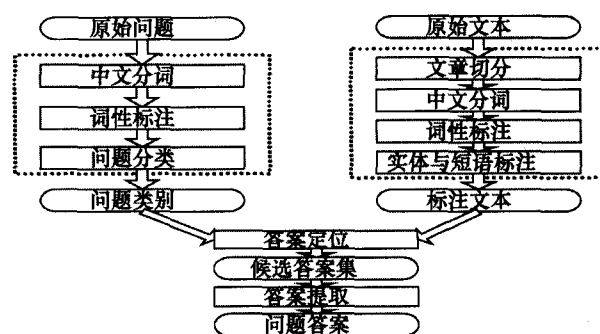 原始问题
中文分词
词性标注
问题分类
问题类别
原始文本
文章切分
中文分词
词性标注
实体与短语标注
标注文本
答案定位
候选答案集
答案提取
问题答案